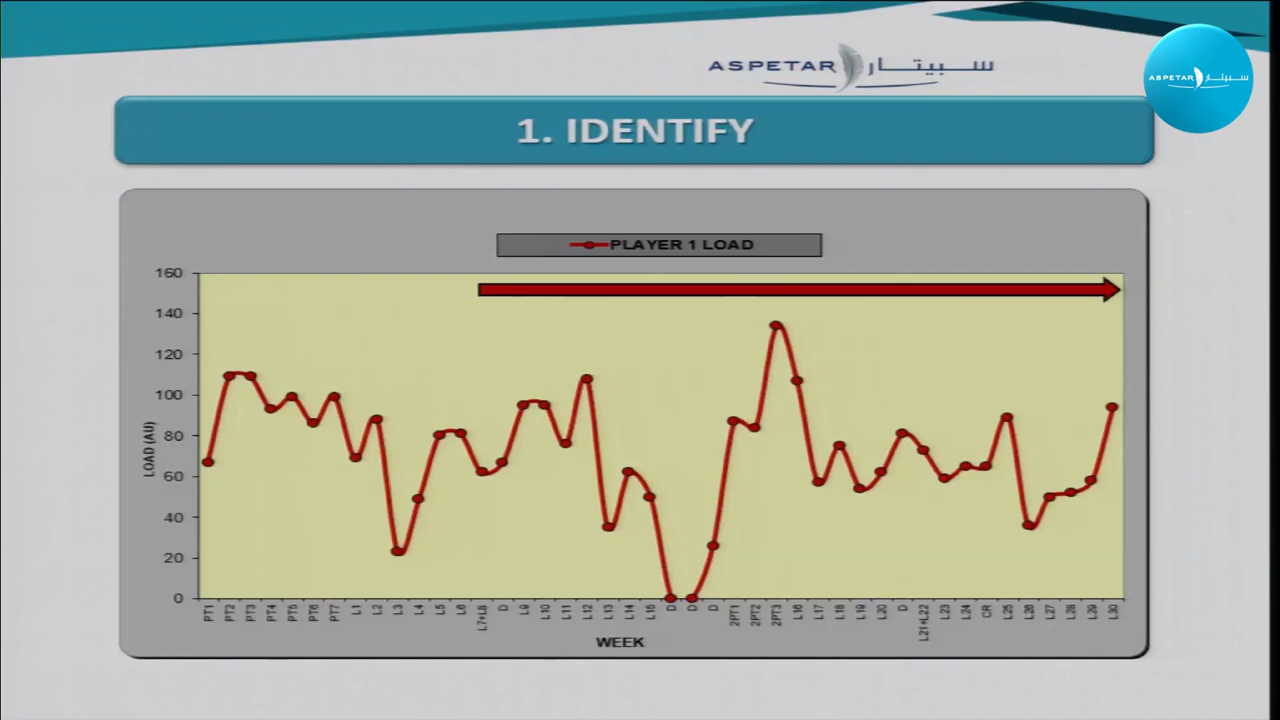 ASPETAR سبيتار
ASPETAR سبيتار
1. IDENTIFY
PLAYER 1 LOAD
160
140
120
100
80
60
40
20
0
LOAD (AU)
PT1 PT2 PT3 PT4 PT5 PT6 PT7 L1 L2 L3 L4 L5 L6 L7+L8 D L9 L10 L11 L12 L13 L14 L15 D D D 2PT1 2PT2 2PT3 L16 L17 L18 L19 L20 D L21+L22 L23 L24 CR L25 L26 L27 L28 L29 L30
WEEK